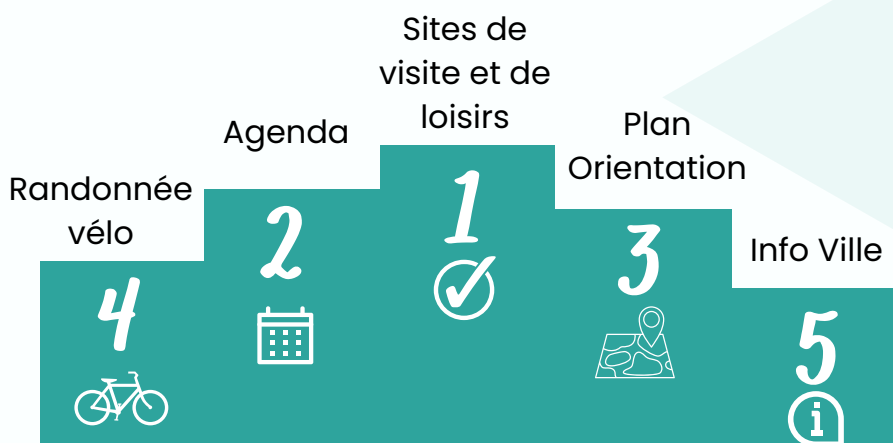 Sites de
visite et de
loisirs
1
Agenda
2
Plan
Orientation
3
Randonnée
vélo
4
Info Ville
5
i